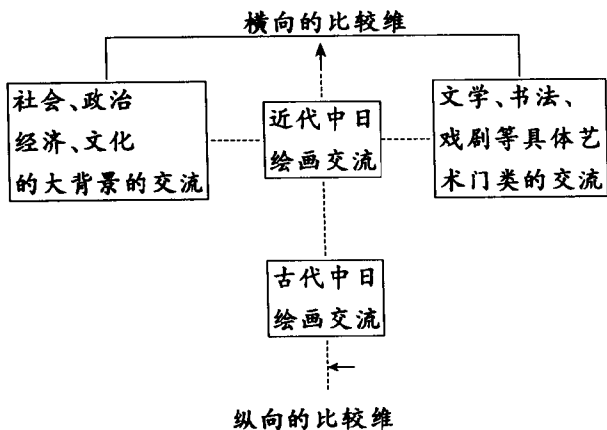 横向的比较维
社会、政治
经济、文化
的大背景的交流
近代中日
绘画交流
文学、书法、
戏剧等具体艺
术门类的交流
古代中日
绘画交流
纵向的比较维